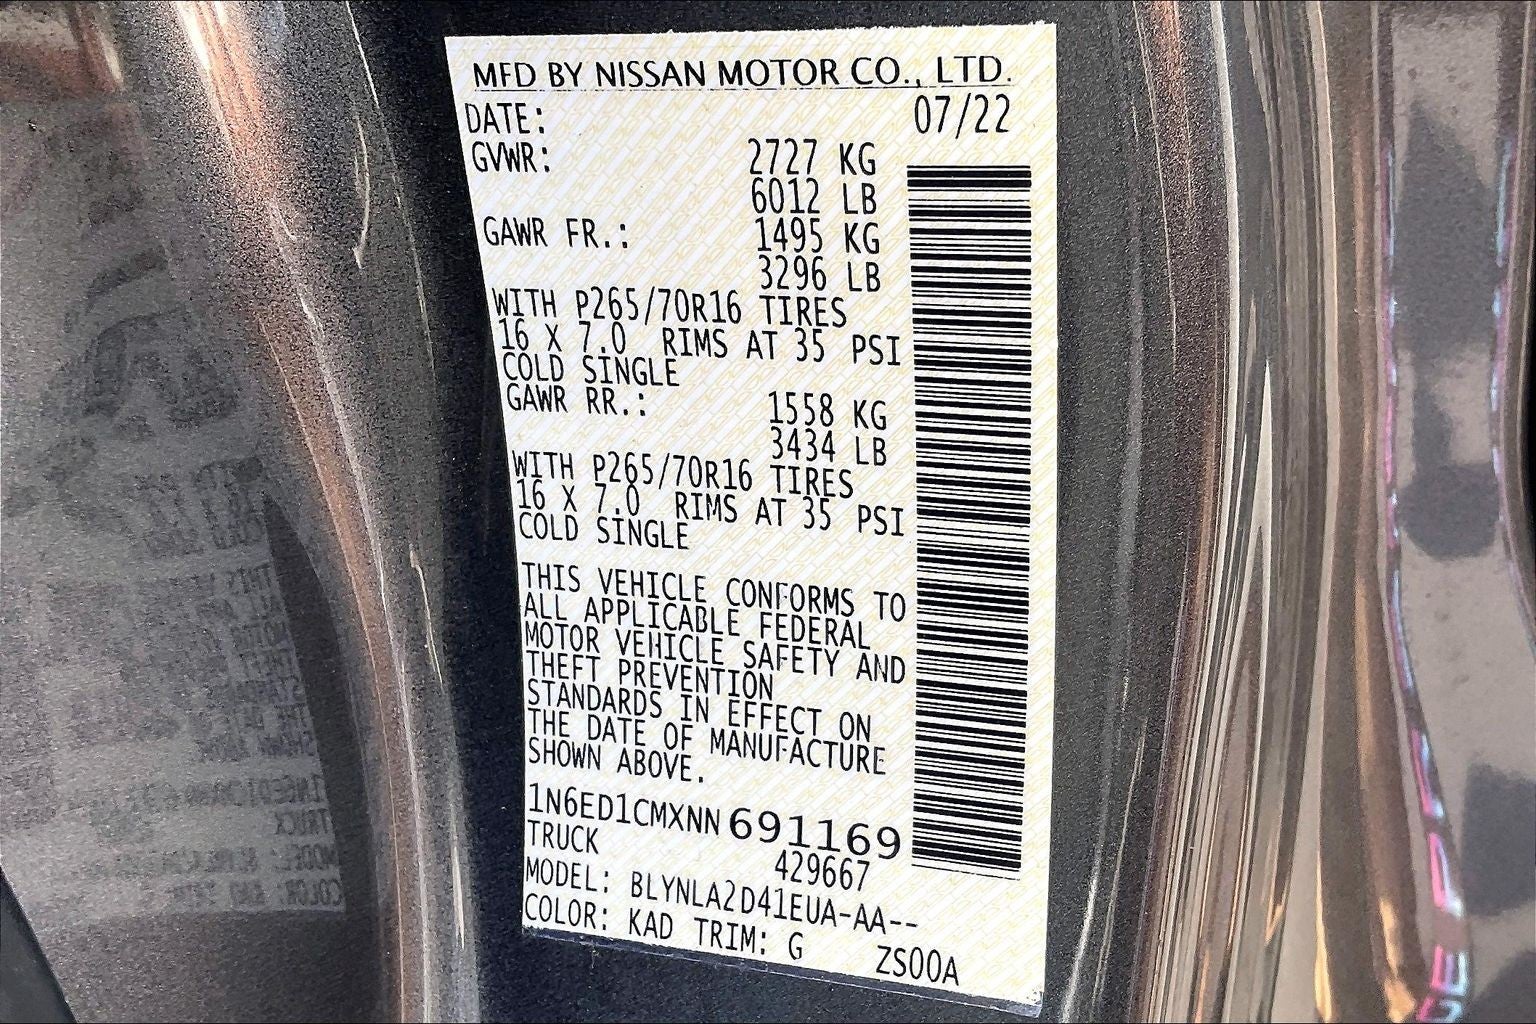 MFD BY NISSAN MOTOR CO., LTD.
DATE: 07/22
GVWR: 2727 KG
6012 LB
GAWR FR.: 1495 KG
3296 LB
WITH P265/70R16 TIRES
16 X 7.0 RIMS AT 35 PSI
COLD SINGLE
GAWR RR.: 1558 KG
3434 LB
WITH P265/70R16 TIRES
16 X 7.0 RIMS AT 35 PSI
COLD SINGLE
THIS VEHICLE CONFORMS TO
ALL APPLICABLE FEDERAL
MOTOR VEHICLE SAFETY AND
THEFT PREVENTION
STANDARDS IN EFFECT ON
THE DATE OF MANUFACTURE
SHOWN ABOVE.
1N6ED1CMXNN691169
TRUCK 429667
MODEL: BLYNLA2D41EUA-AA--
COLOR: KAD TRIM: G ZS00A